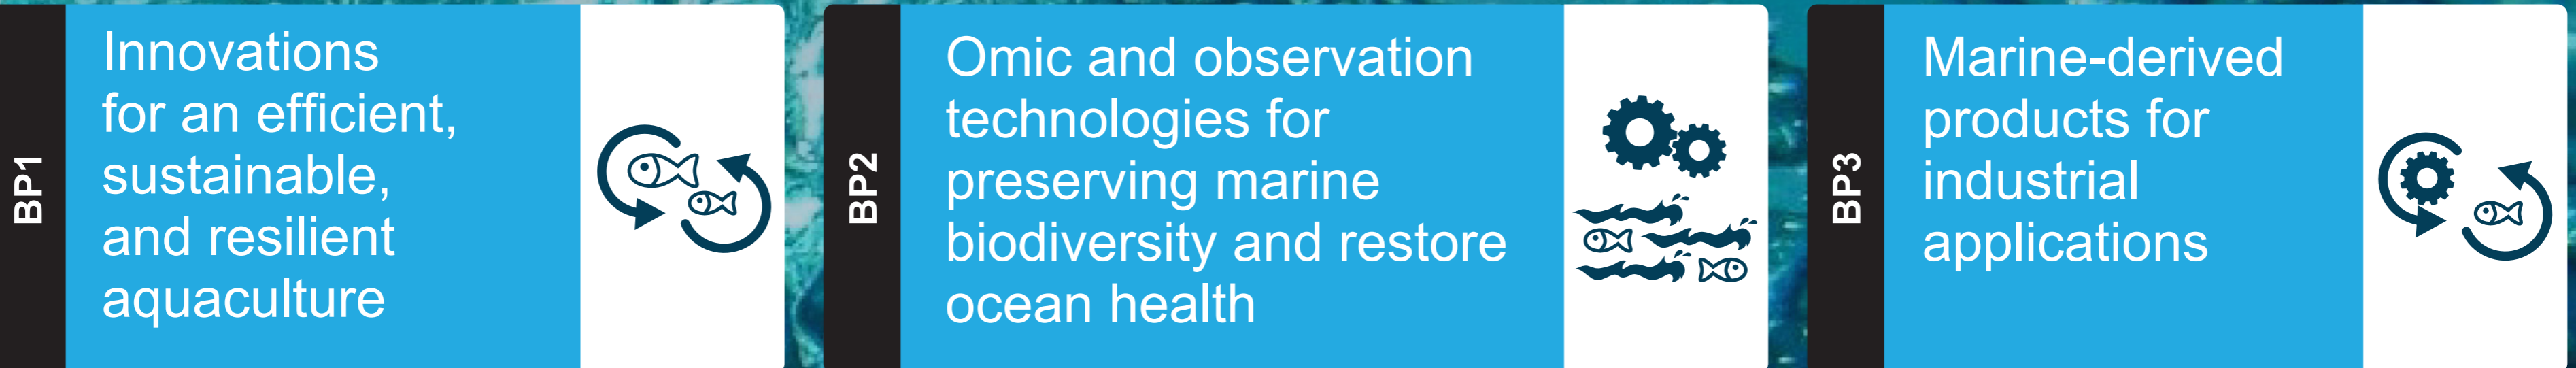 BP1
Innovations
for an efficient,
sustainable,
and resilient
aquaculture
BP2
Omic and observation
technologies for
preserving marine
biodiversity and restore
ocean health
BP3
Marine-derived
products for
industrial
applications